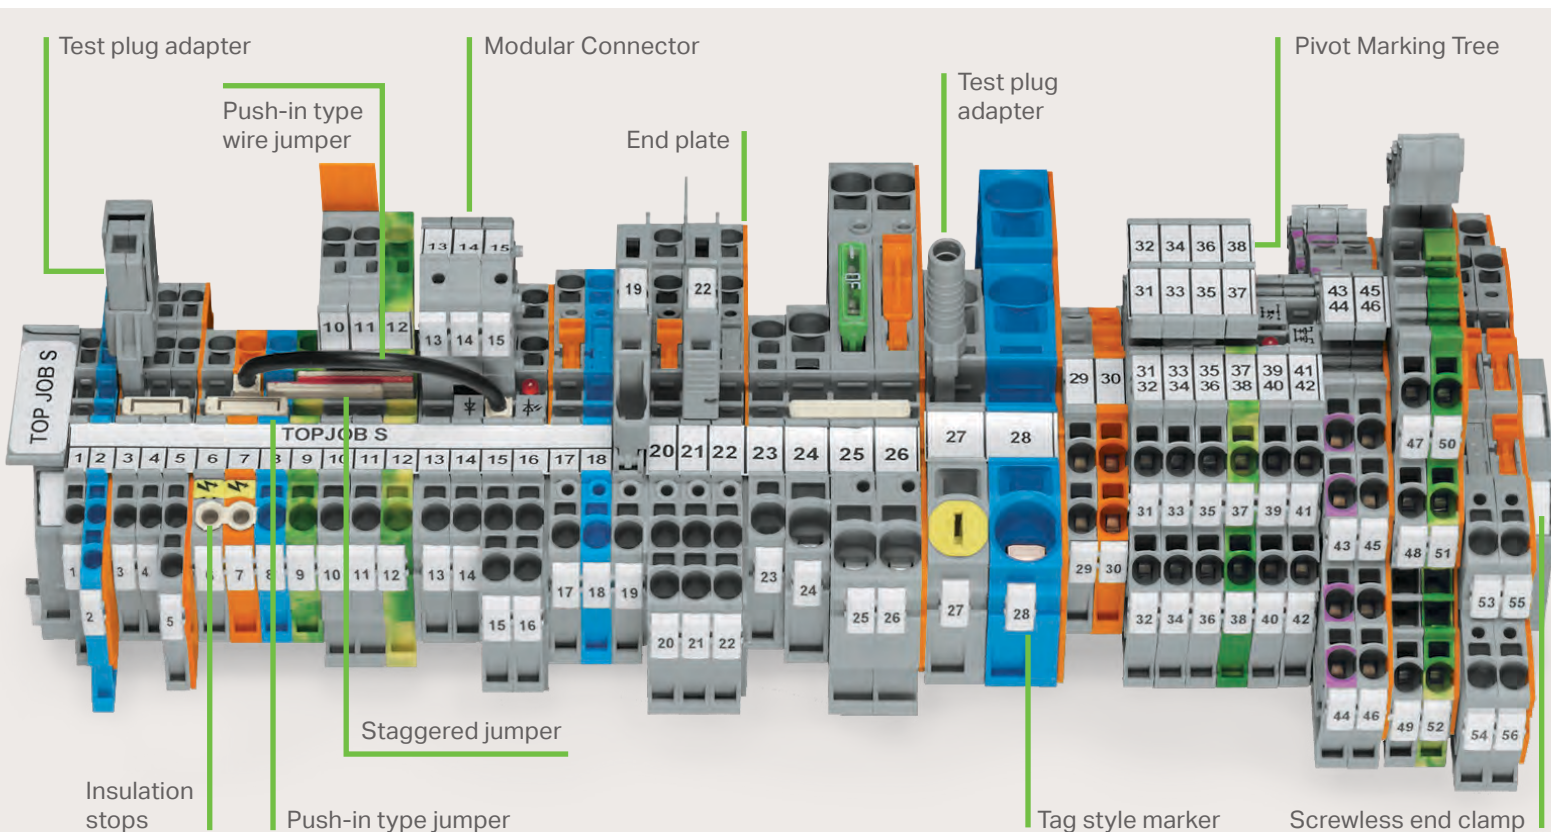 Test plug adapter
Modular Connector
Pivot Marking Tree
Push-in type
wire jumper
End plate
Test plug
adapter
13 14 15
32 34 36 38
19 22
31 33 35 37
43 45
44 46
10 11 12
13 14 15
TOP JOB S
29 30
31 33 35 37 39 41
32 34 36 38 40 42
TOPJOB S
27 28
47 50
1 2 3 4 5 6 7 8 9 10 11 12 13 14 15 16 17 18 20 21 22 23 24 25 26
31 33 35 37 39 41
43 45 48 51
1 3 4 6 7 8 9 10 11 12 13 14 17 18 19 23 24 29 30
2 5 15 16 20 21 22 25 26 27 28
32 34 36 38 40 42
53 55
44 46 49 52
54 56
Staggered jumper
Insulation
stops
Push-in type jumper
Tag style marker
Screwless end clamp